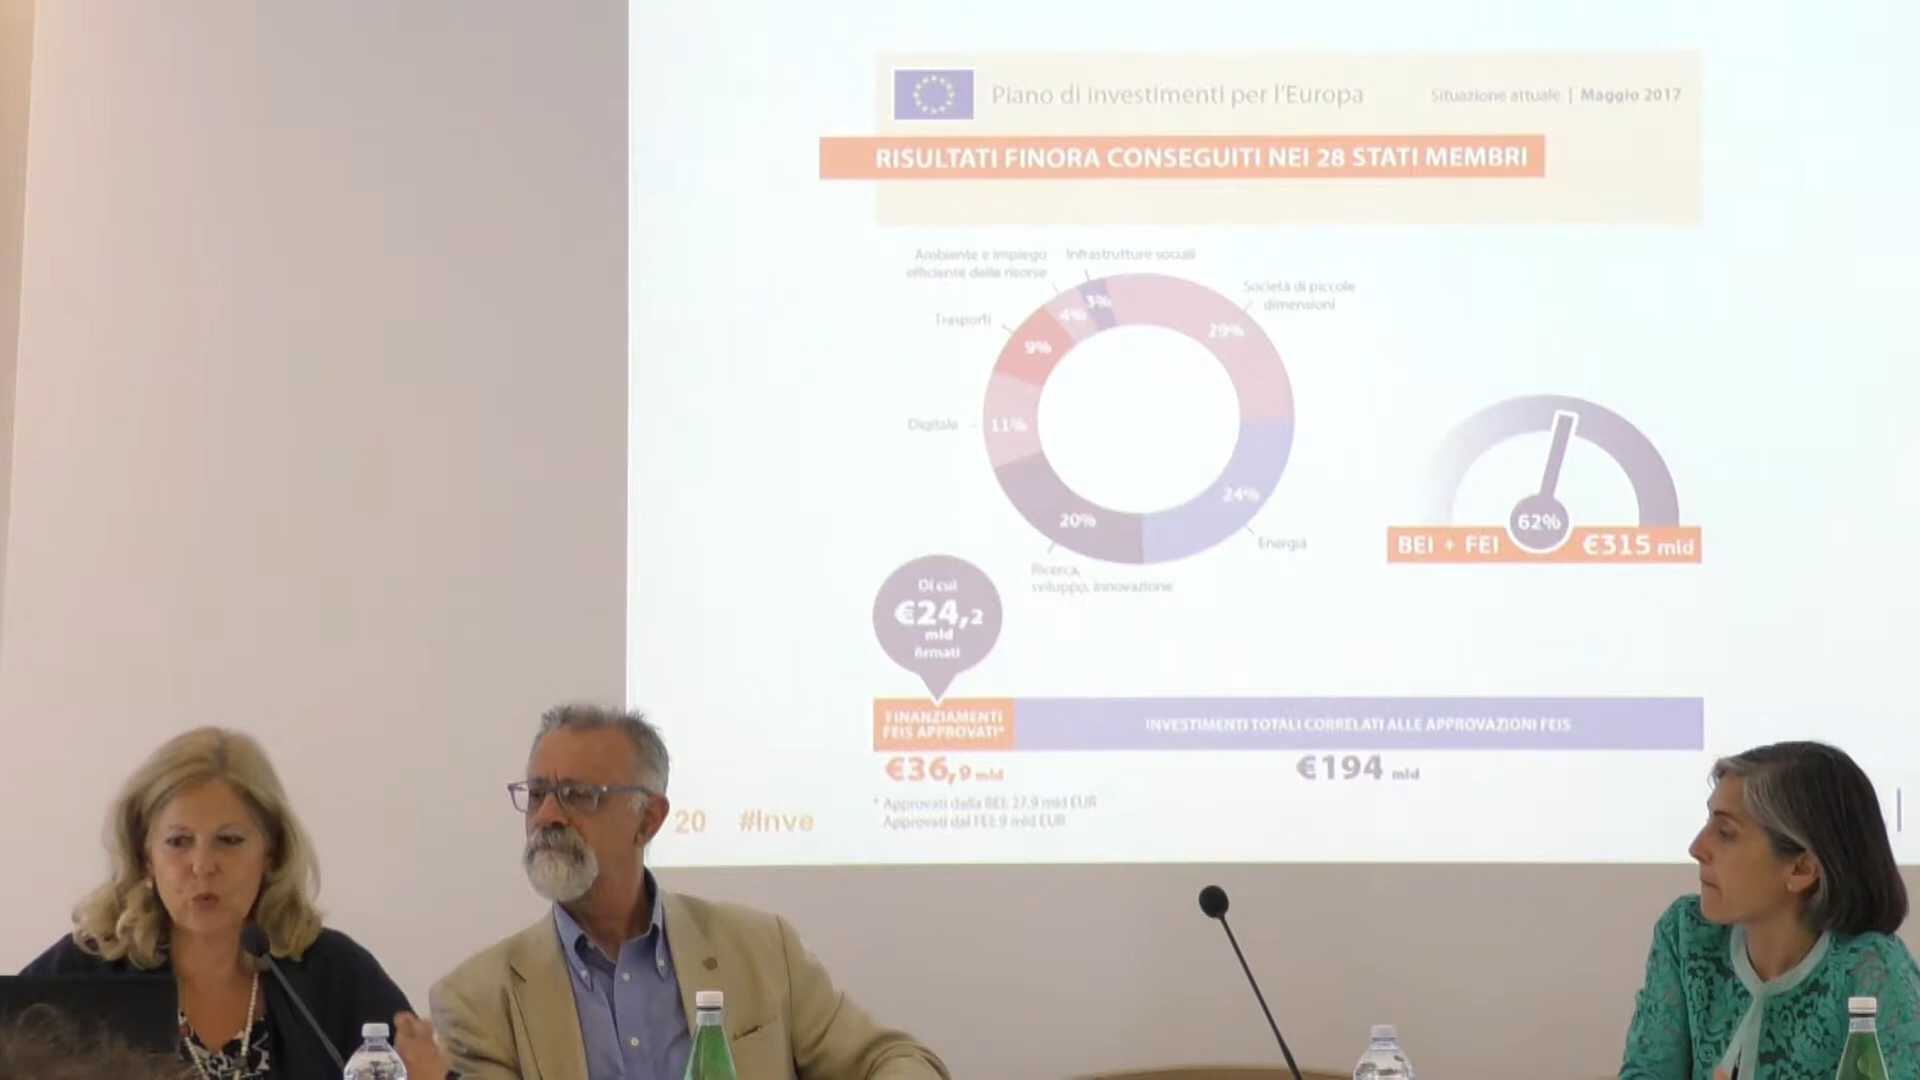 Piano di investimenti per l'Europa
Situazione attuale | Maggio 2017
RISULTATI FINORA CONSEGUITI NEI 28 STATI MEMBRI
Ambiente e impiego
efficiente delle risorse
Infrastrutture sociali
Società di piccole
dimensioni
Trasporti
3%
4%
29%
9%
Digitale
11%
24%
20%
Energia
Ricerca,
sviluppo, innovazione
62%
BEI + FEI
€315 mld
Di cui
€24,2
mld
firmati
FINANZIAMENTI
FEIS APPROVATI*
INVESTIMENTI TOTALI CORRELATI ALLE APPROVAZIONI FEIS
€36,9 mld
€194 mld
* Approvati dalla BEI: 27,9 mld EUR
Approvati dal FEI: 9 mld EUR
20 #Inve